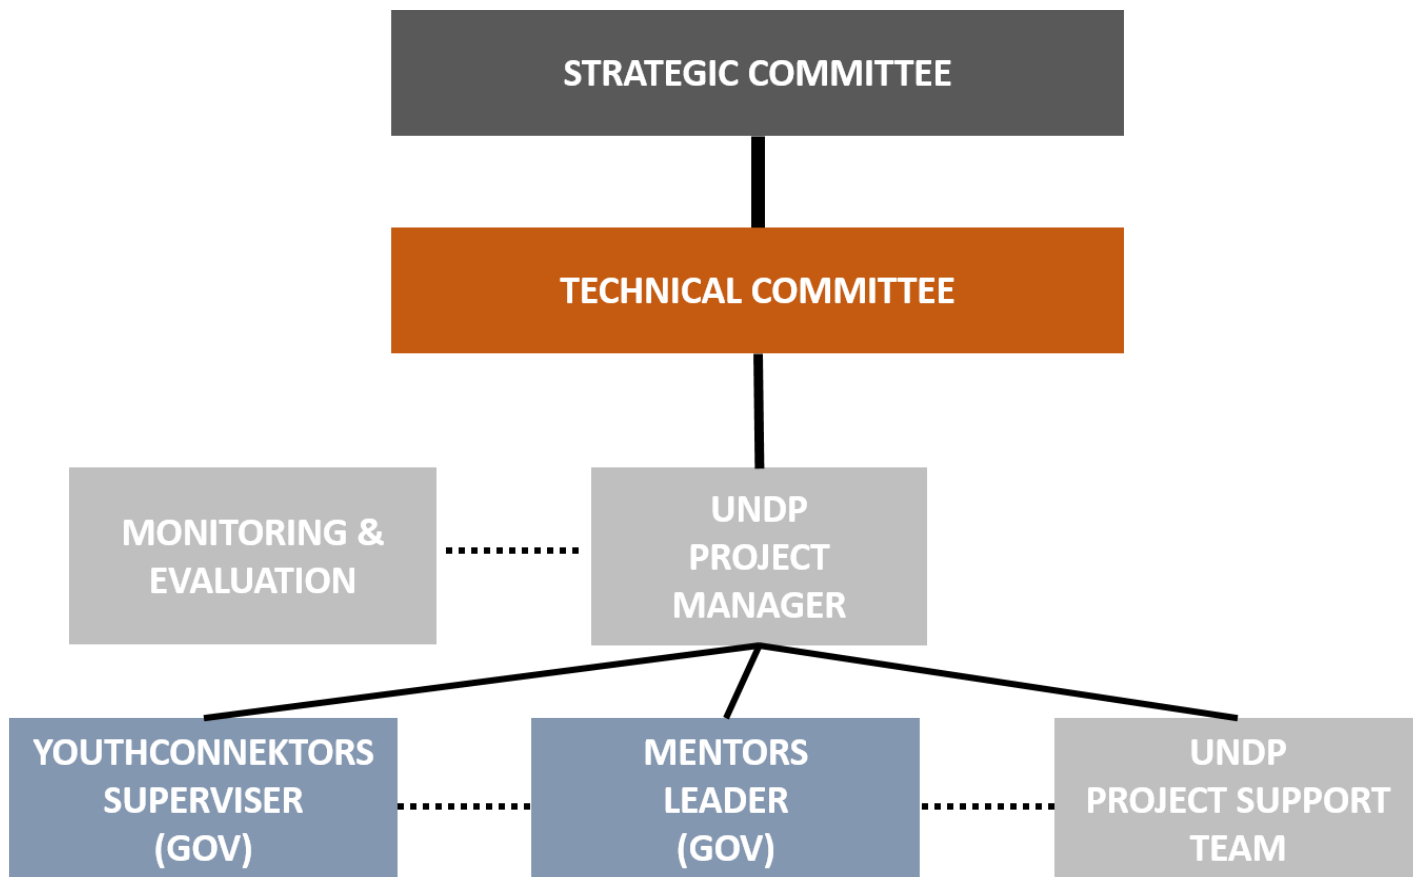 STRATEGIC COMMITTEE
TECHNICAL COMMITTEE
MONITORING &
EVALUATION
UNDP
PROJECT
MANAGER
YOUTHCONNEKTORS
SUPERVISER
(GOV)
MENTORS
LEADER
(GOV)
UNDP
PROJECT SUPPORT
TEAM